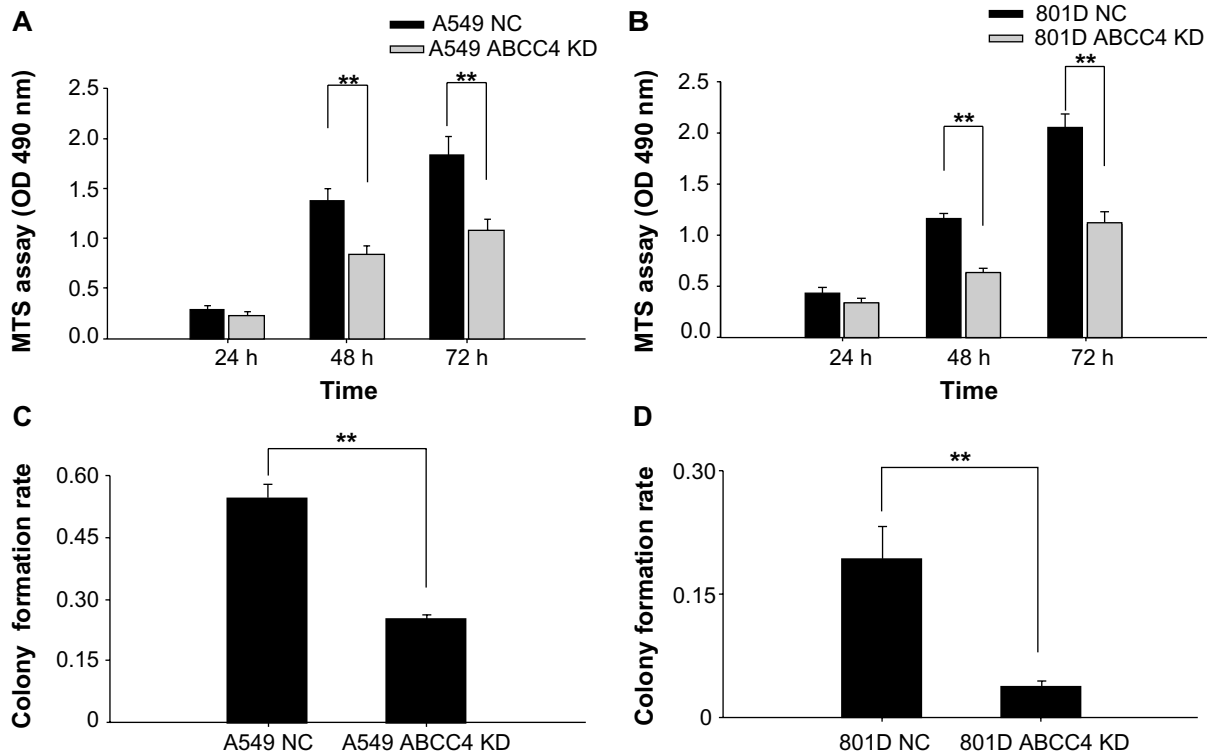 A
A549 NC
A549 ABCC4 KD
MTS assay (OD 490 nm)
2.5
2.0
1.5
1.0
0.5
0.0
**
**
24 h
48 h
72 h
Time
B
801D NC
801D ABCC4 KD
MTS assay (OD 490 nm)
2.5
2.0
1.5
1.0
0.5
0.0
**
**
24 h
48 h
72 h
Time
C
Colony formation rate
0.60
0.45
0.30
0.15
0
**
A549 NC
A549 ABCC4 KD
D
Colony formation rate
0.30
0.15
0
**
801D NC
801D ABCC4 KD